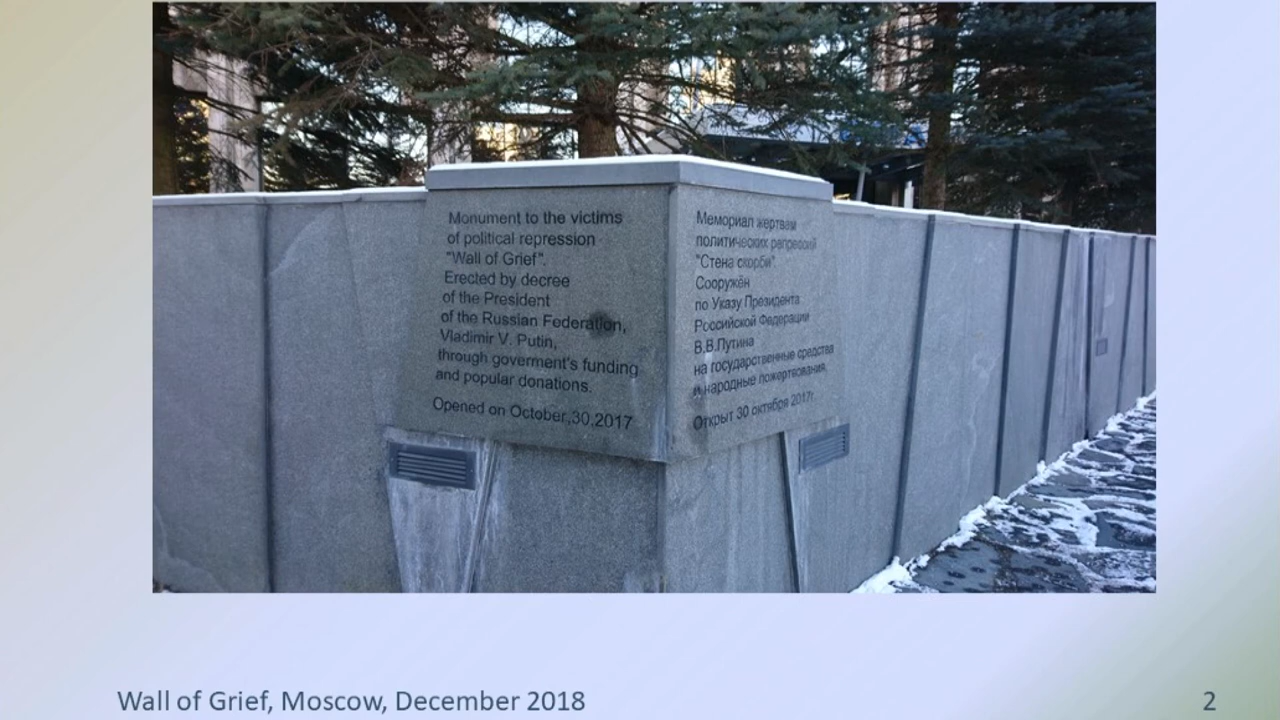 Monument to the victims
of political repression
"Wall of Grief".
Erected by decree
of the President
of the Russian Federation,
Vladimir V. Putin,
through goverment's funding
and popular donations.
Opened on October,30,2017
Мемориал жертвам
политических репрессий
"Стена скорби".
Сооружён
по Указу Президента
Российской Федерации
В.В.Путина
на государственные средства
и народные пожертвования.
Открыт 30 октября 2017г.
Wall of Grief, Moscow, December 2018
2